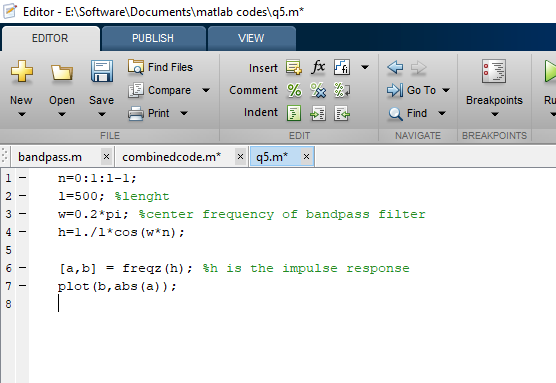 Editor - E:\Software\Documents\matlab codes\q5.m*
EDITOR PUBLISH VIEW
New Open Save Find Files Compare Print
Insert fx
Comment % %
Indent
Go To
Find
Breakpoints
Ru
FILE EDIT NAVIGATE BREAKPOINTS
bandpass.m × combinedcode.m* × q5.m* ×
1 - n=0:1:l-1;
2 - l=500; %lenght
3 - w=0.2*pi; %center frequency of bandpass filter
4 - h=1./l*cos(w*n);
5
6 - [a,b] = freqz(h); %h is the impulse response
7 - plot(b,abs(a));
8